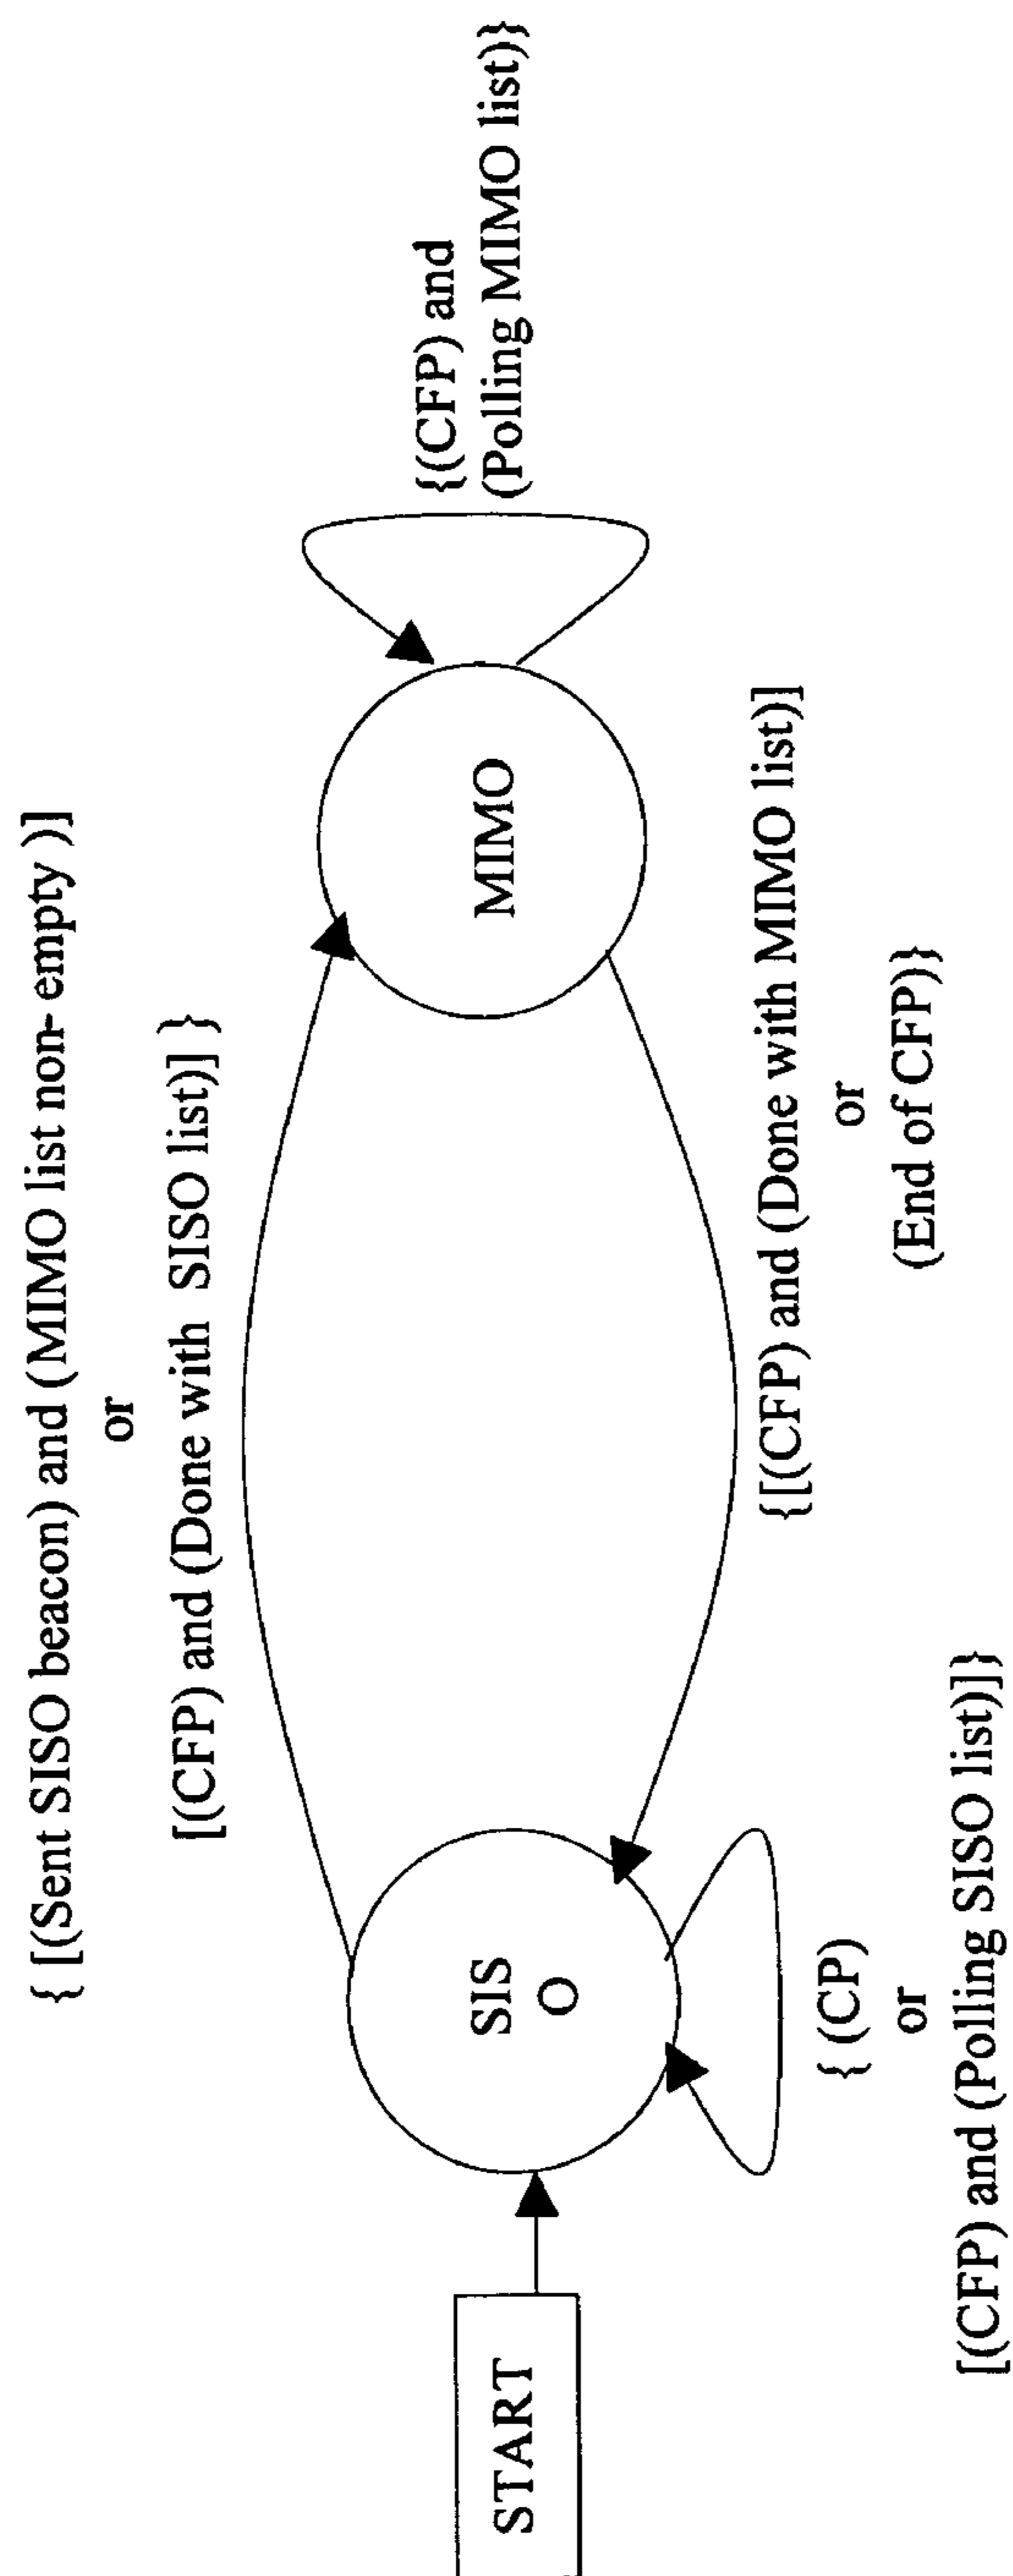 { [(Sent SISO beacon) and (MIMO list non- empty )]
or
[(CFP) and (Done with SISO list)] }
{(CFP) and
(Polling MIMO list)}
START
SIS
O
MIMO
{[(CFP) and (Done with MIMO list)]
or
(End of CFP)}
{ (CP)
or
[(CFP) and (Polling SISO list)]}